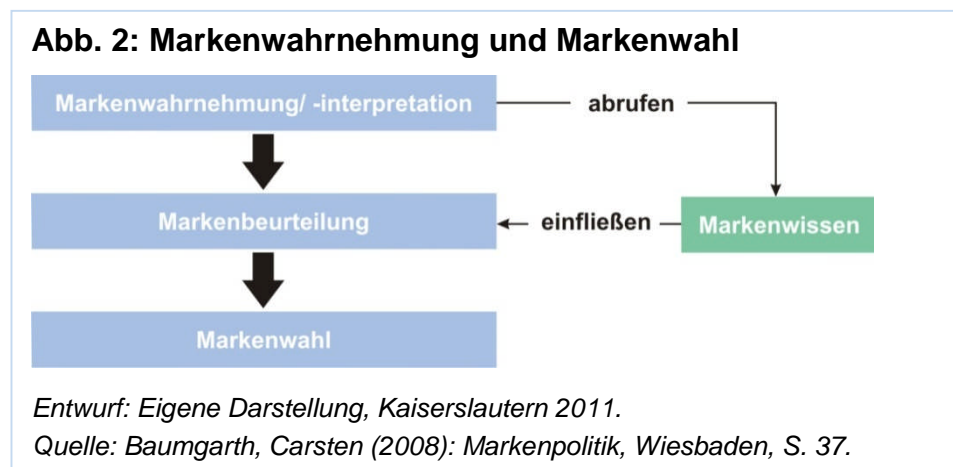 Abb. 2: Markenwahrnehmung und Markenwahl
Markenwahrnehmung/ -interpretation
abrufen
Markenbeurteilung
einfließen
Markenwissen
Markenwahl
Entwurf: Eigene Darstellung, Kaiserslautern 2011.
Quelle: Baumgarth, Carsten (2008): Markenpolitik, Wiesbaden, S. 37.